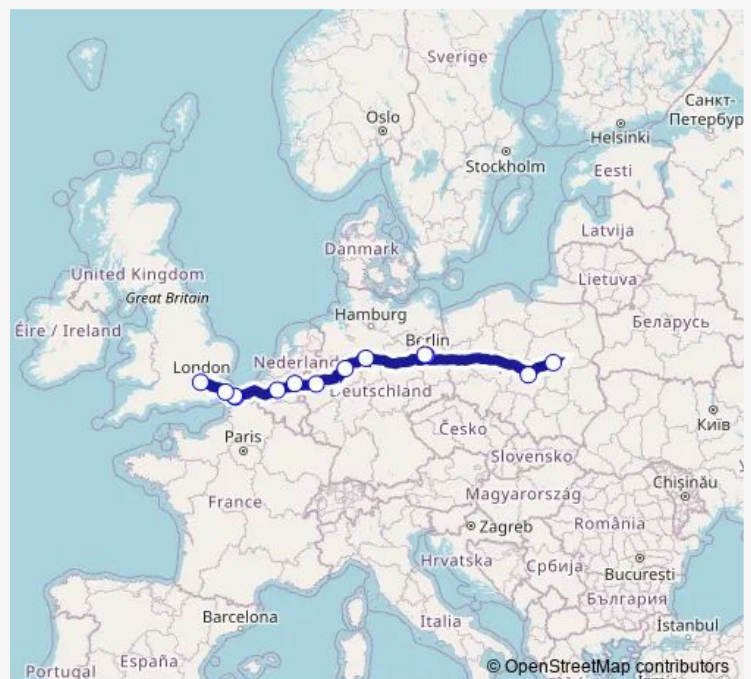 Sverige
Санкт-
Петербур
Oslo
Helsinki
Stockholm
Eesti
Latvija
Danmark
United Kingdom
Lietuva
Great Britain
Hamburg
Беларусь
Éire / Ireland
Berlin
London
Nederland
Deutschland
Київ
Česko
Paris
Slovensko
Chișinău
Magyarország
France
Zagreb
România
Hrvatska
Србија
București
България
Barcelona
Italia
İstanbul
España
Portugal
© OpenStreetMap contributors